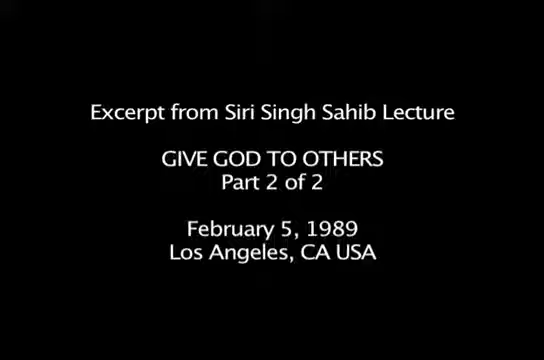 Excerpt from Siri Singh Sahib Lecture
GIVE GOD TO OTHERS
Part 2 of 2
February 5, 1989
Los Angeles, CA USA